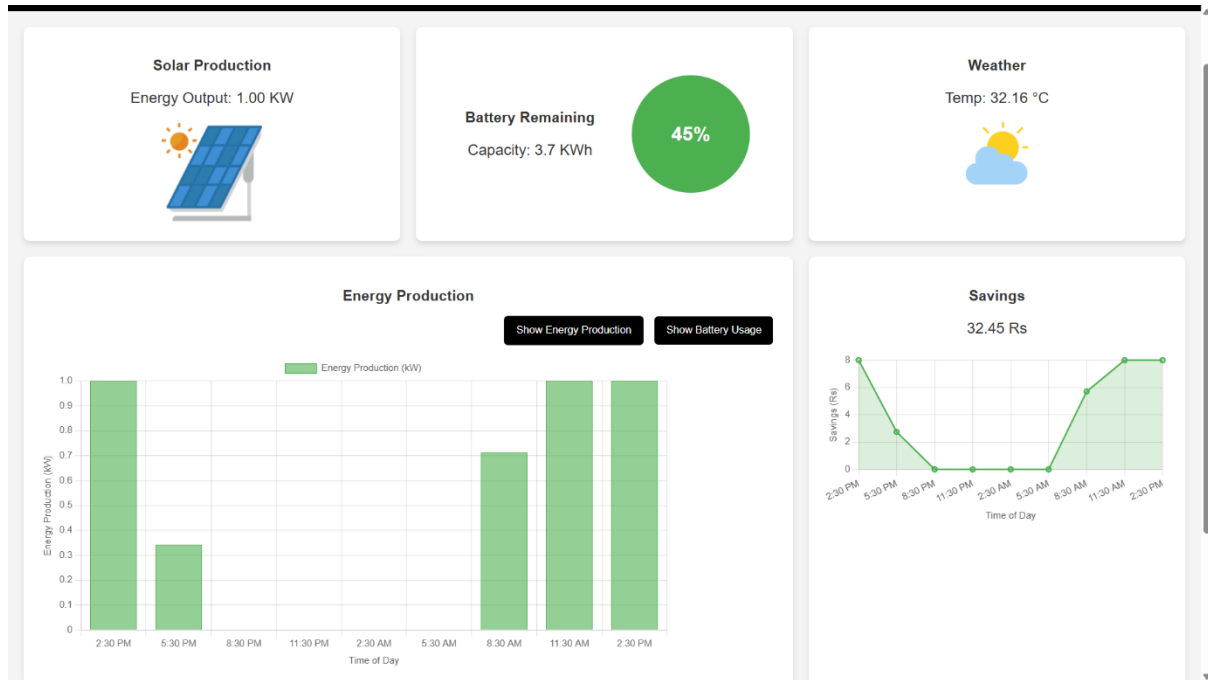 Solar Production
Energy Output: 1.00 KW
Battery Remaining
Capacity: 3.7 KWh
45%
Weather
Temp: 32.16 °C
Energy Production
Show Energy Production
Show Battery Usage
Energy Production (kW)
1.0
0.9
0.8
0.7
0.6
0.5
0.4
0.3
0.2
0.1
0
Energy Production (kW)
2:30 PM
5:30 PM
8:30 PM
11:30 PM
2:30 AM
5:30 AM
8:30 AM
11:30 AM
2:30 PM
Time of Day
Savings
32.45 Rs
8
6
4
2
0
Savings (Rs)
2:30 PM
5:30 PM
8:30 PM
11:30 PM
2:30 AM
5:30 AM
8:30 AM
11:30 AM
2:30 PM
Time of Day